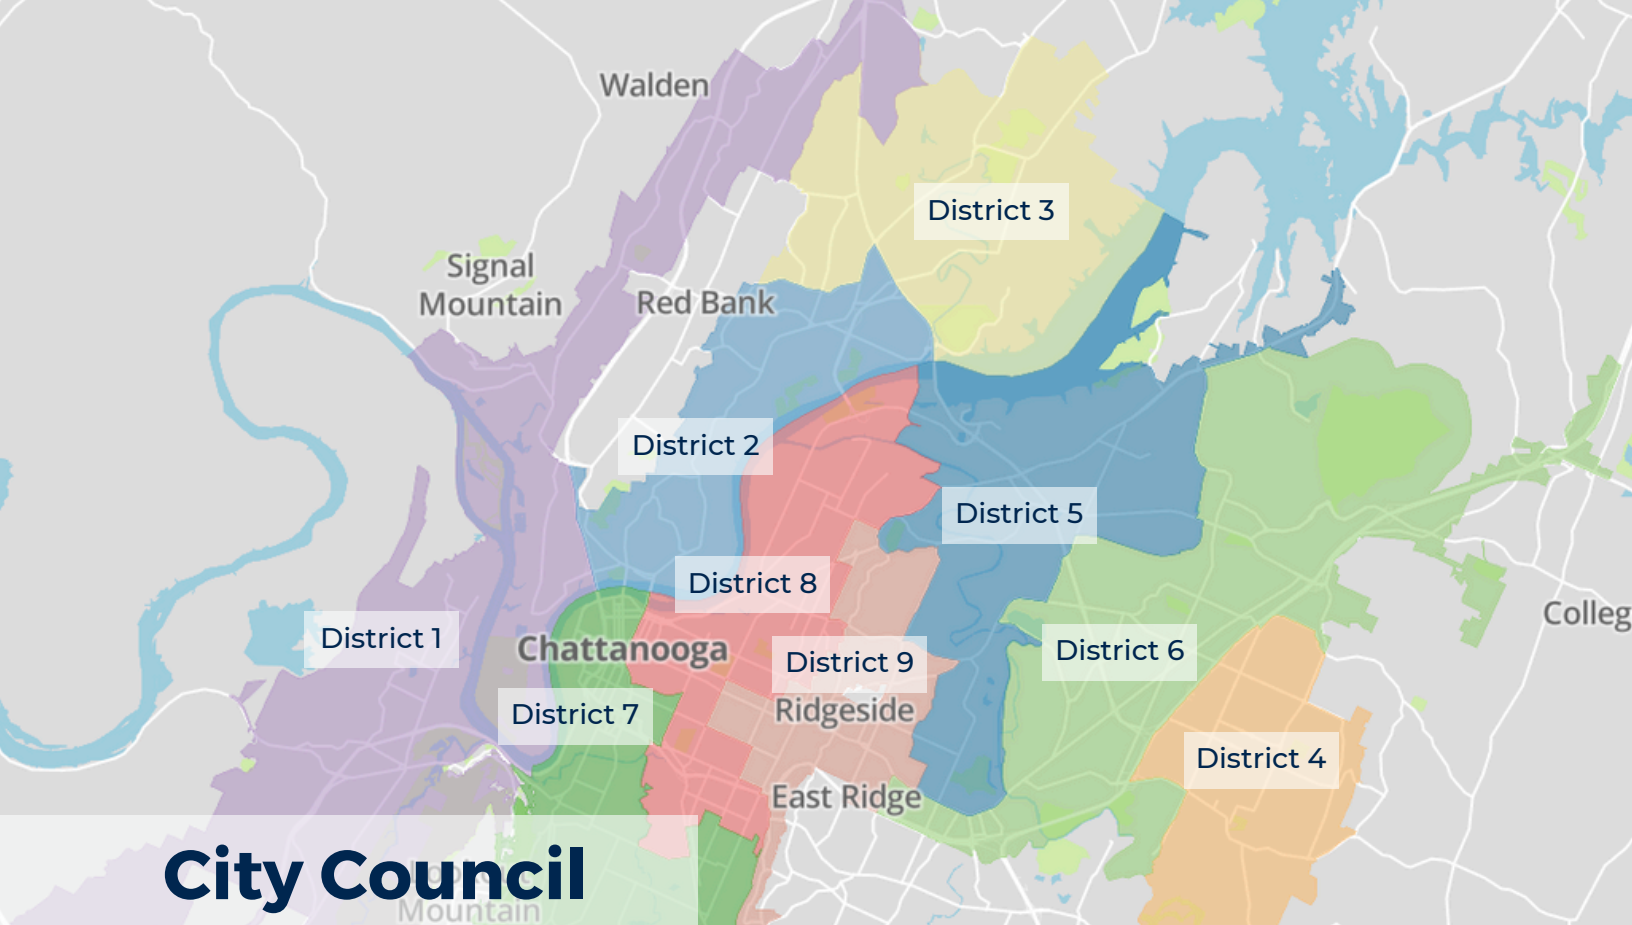 Walden
District 3
Signal
Mountain
Red Bank
District 2
District 5
District 8
Colleg
District 1
Chattanooga
District 6
District 9
District 7
Ridgeside
District 4
East Ridge
City Council
Mountain